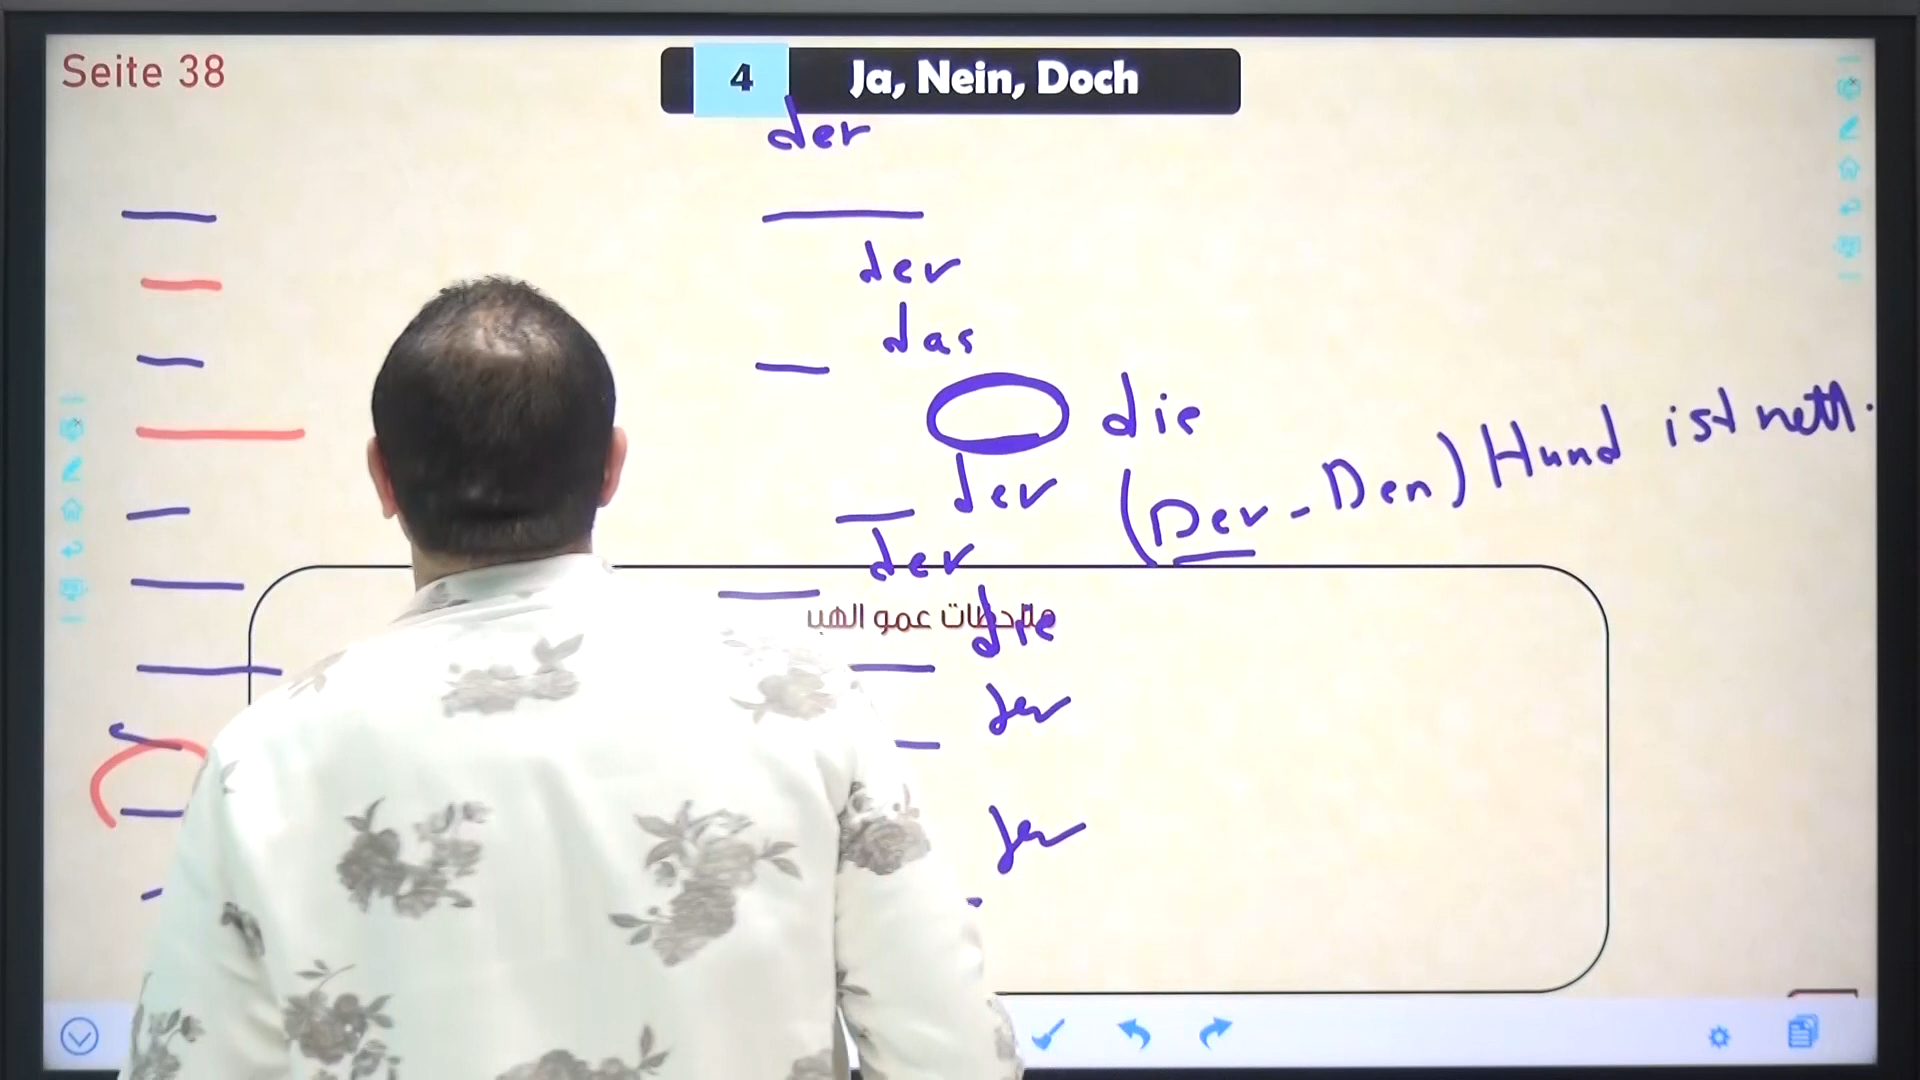 Seite 38
4 Ja, Nein, Doch
der
der
das
die
der
(Der - Den) Hund ist nett.
der
ملاحظات عمو الهبد
die
der
der